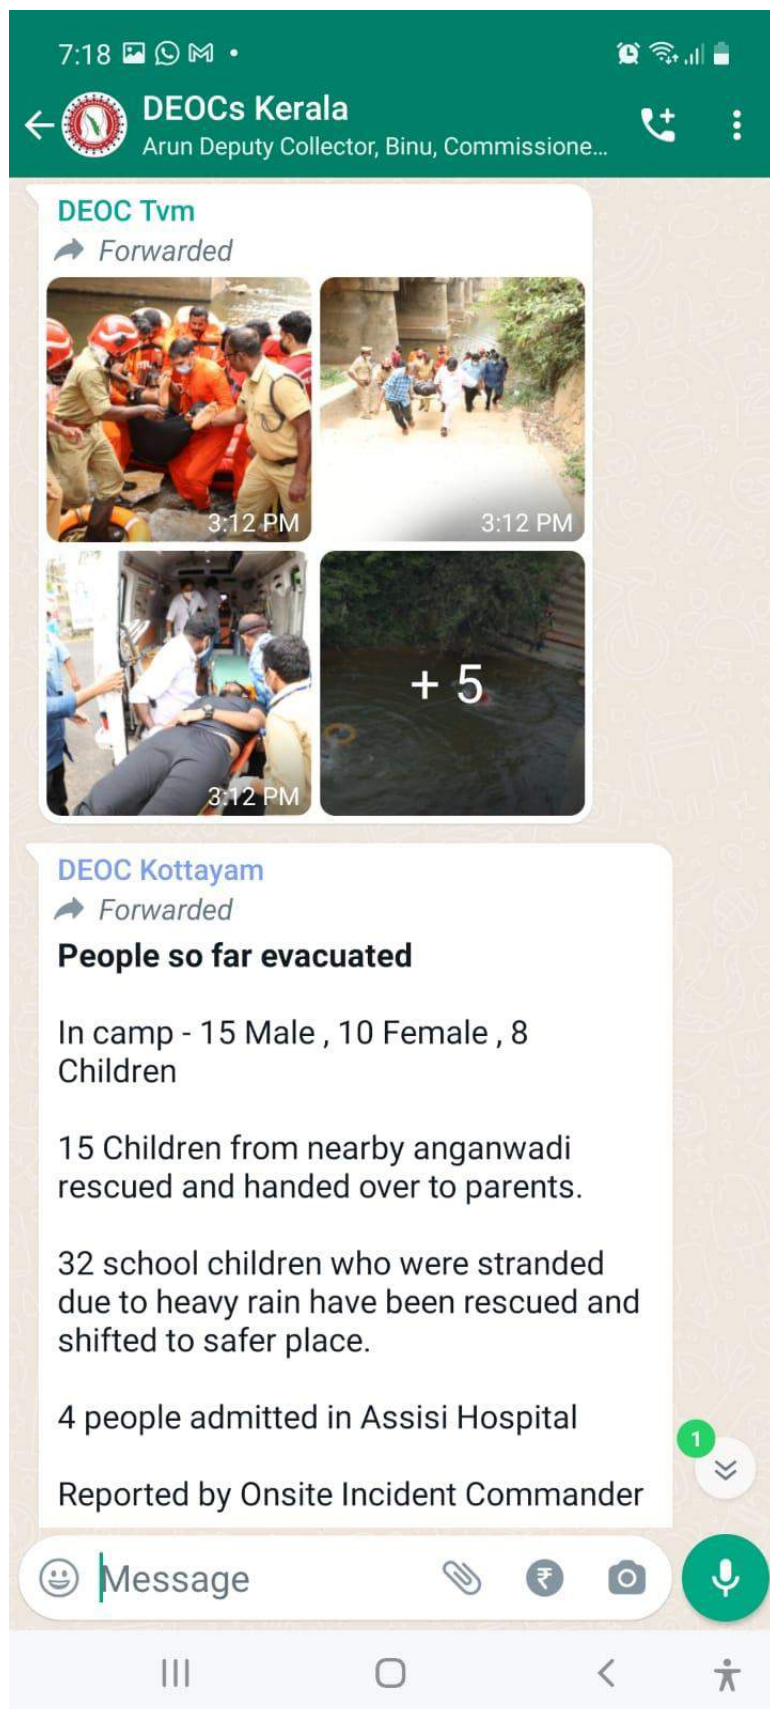 7:18
DEOCs Kerala
Arun Deputy Collector, Binu, Commissione...
DEOC Tvm
Forwarded
3:12 PM
3:12 PM
3:12 PM
+ 5
DEOC Kottayam
Forwarded
People so far evacuated
In camp - 15 Male , 10 Female , 8
Children
15 Children from nearby anganwadi
rescued and handed over to parents.
32 school children who were stranded
due to heavy rain have been rescued and
shifted to safer place.
4 people admitted in Assisi Hospital
1
Reported by Onsite Incident Commander
Message